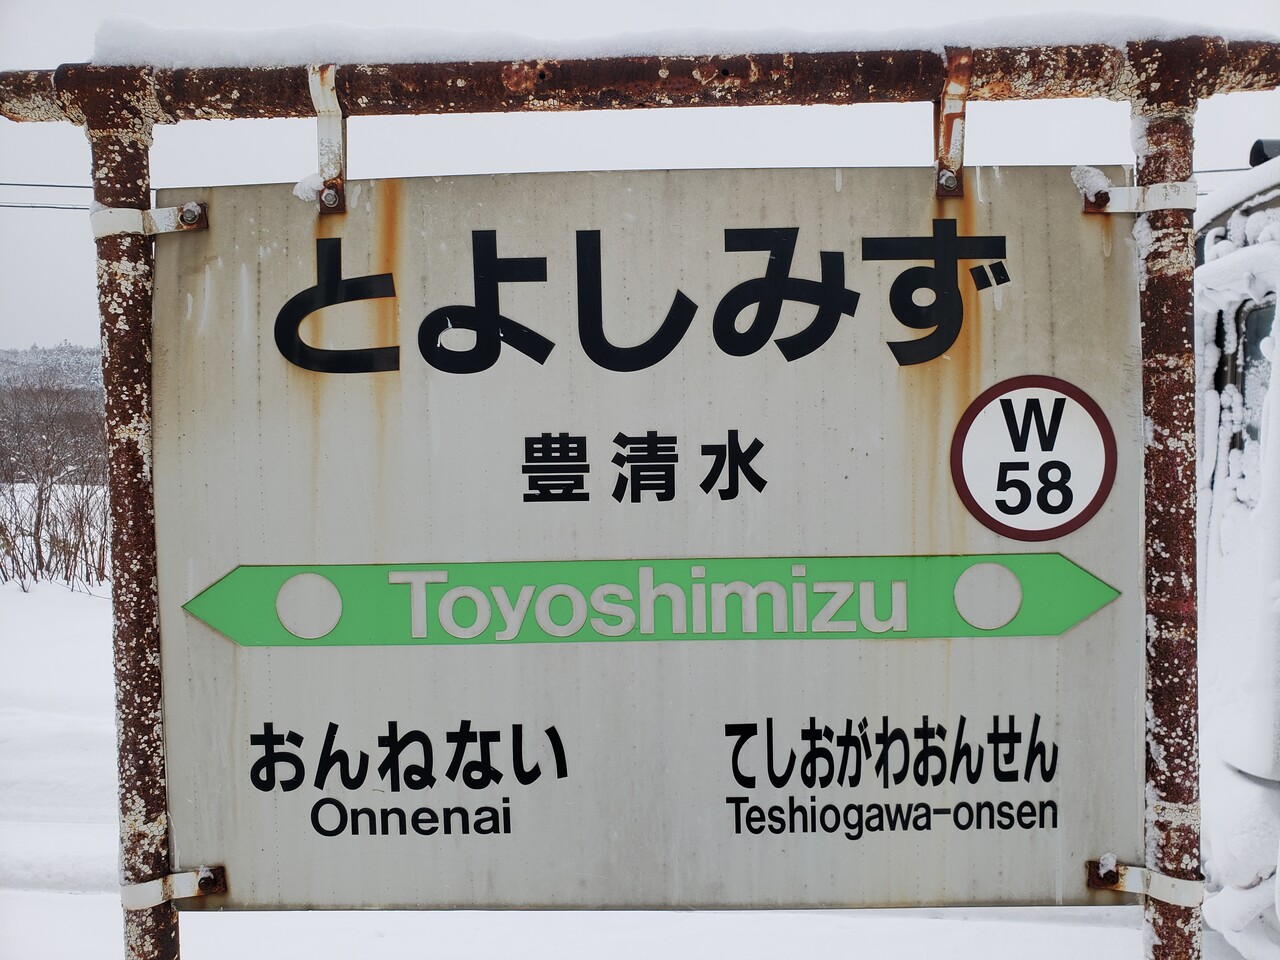 とよしみず
豊清水
W
58
Toyoshimizu
おんねない
Onnenai
てしおがわおんせん
Teshiogawa-onsen